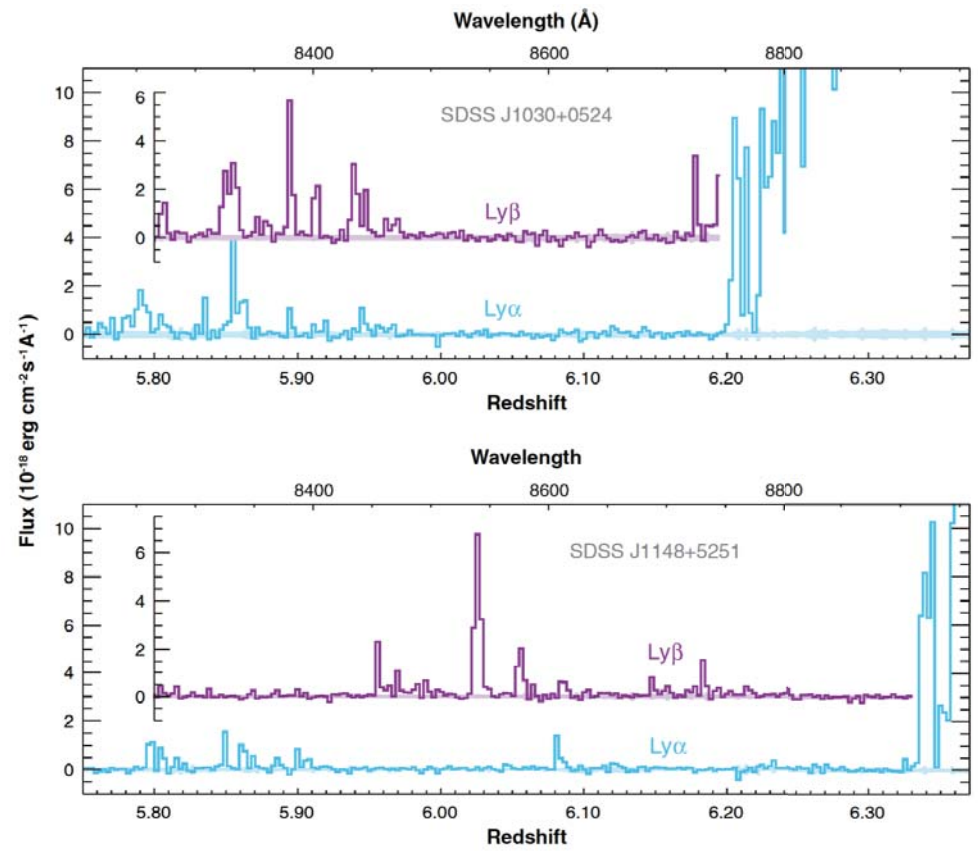 Wavelength (Å)
8400 8600 8800
10
8
6
4
2
0
6
4
2
0
SDSS J1030+0524
Lyβ
Lyα
5.80 5.90 6.00 6.10 6.20 6.30
Redshift
Flux (10⁻¹⁸ erg cm⁻² s⁻¹ A⁻¹)
Wavelength
8400 8600 8800
10
8
6
4
2
0
6
4
2
0
SDSS J1148+5251
Lyβ
Lyα
5.80 5.90 6.00 6.10 6.20 6.30
Redshift